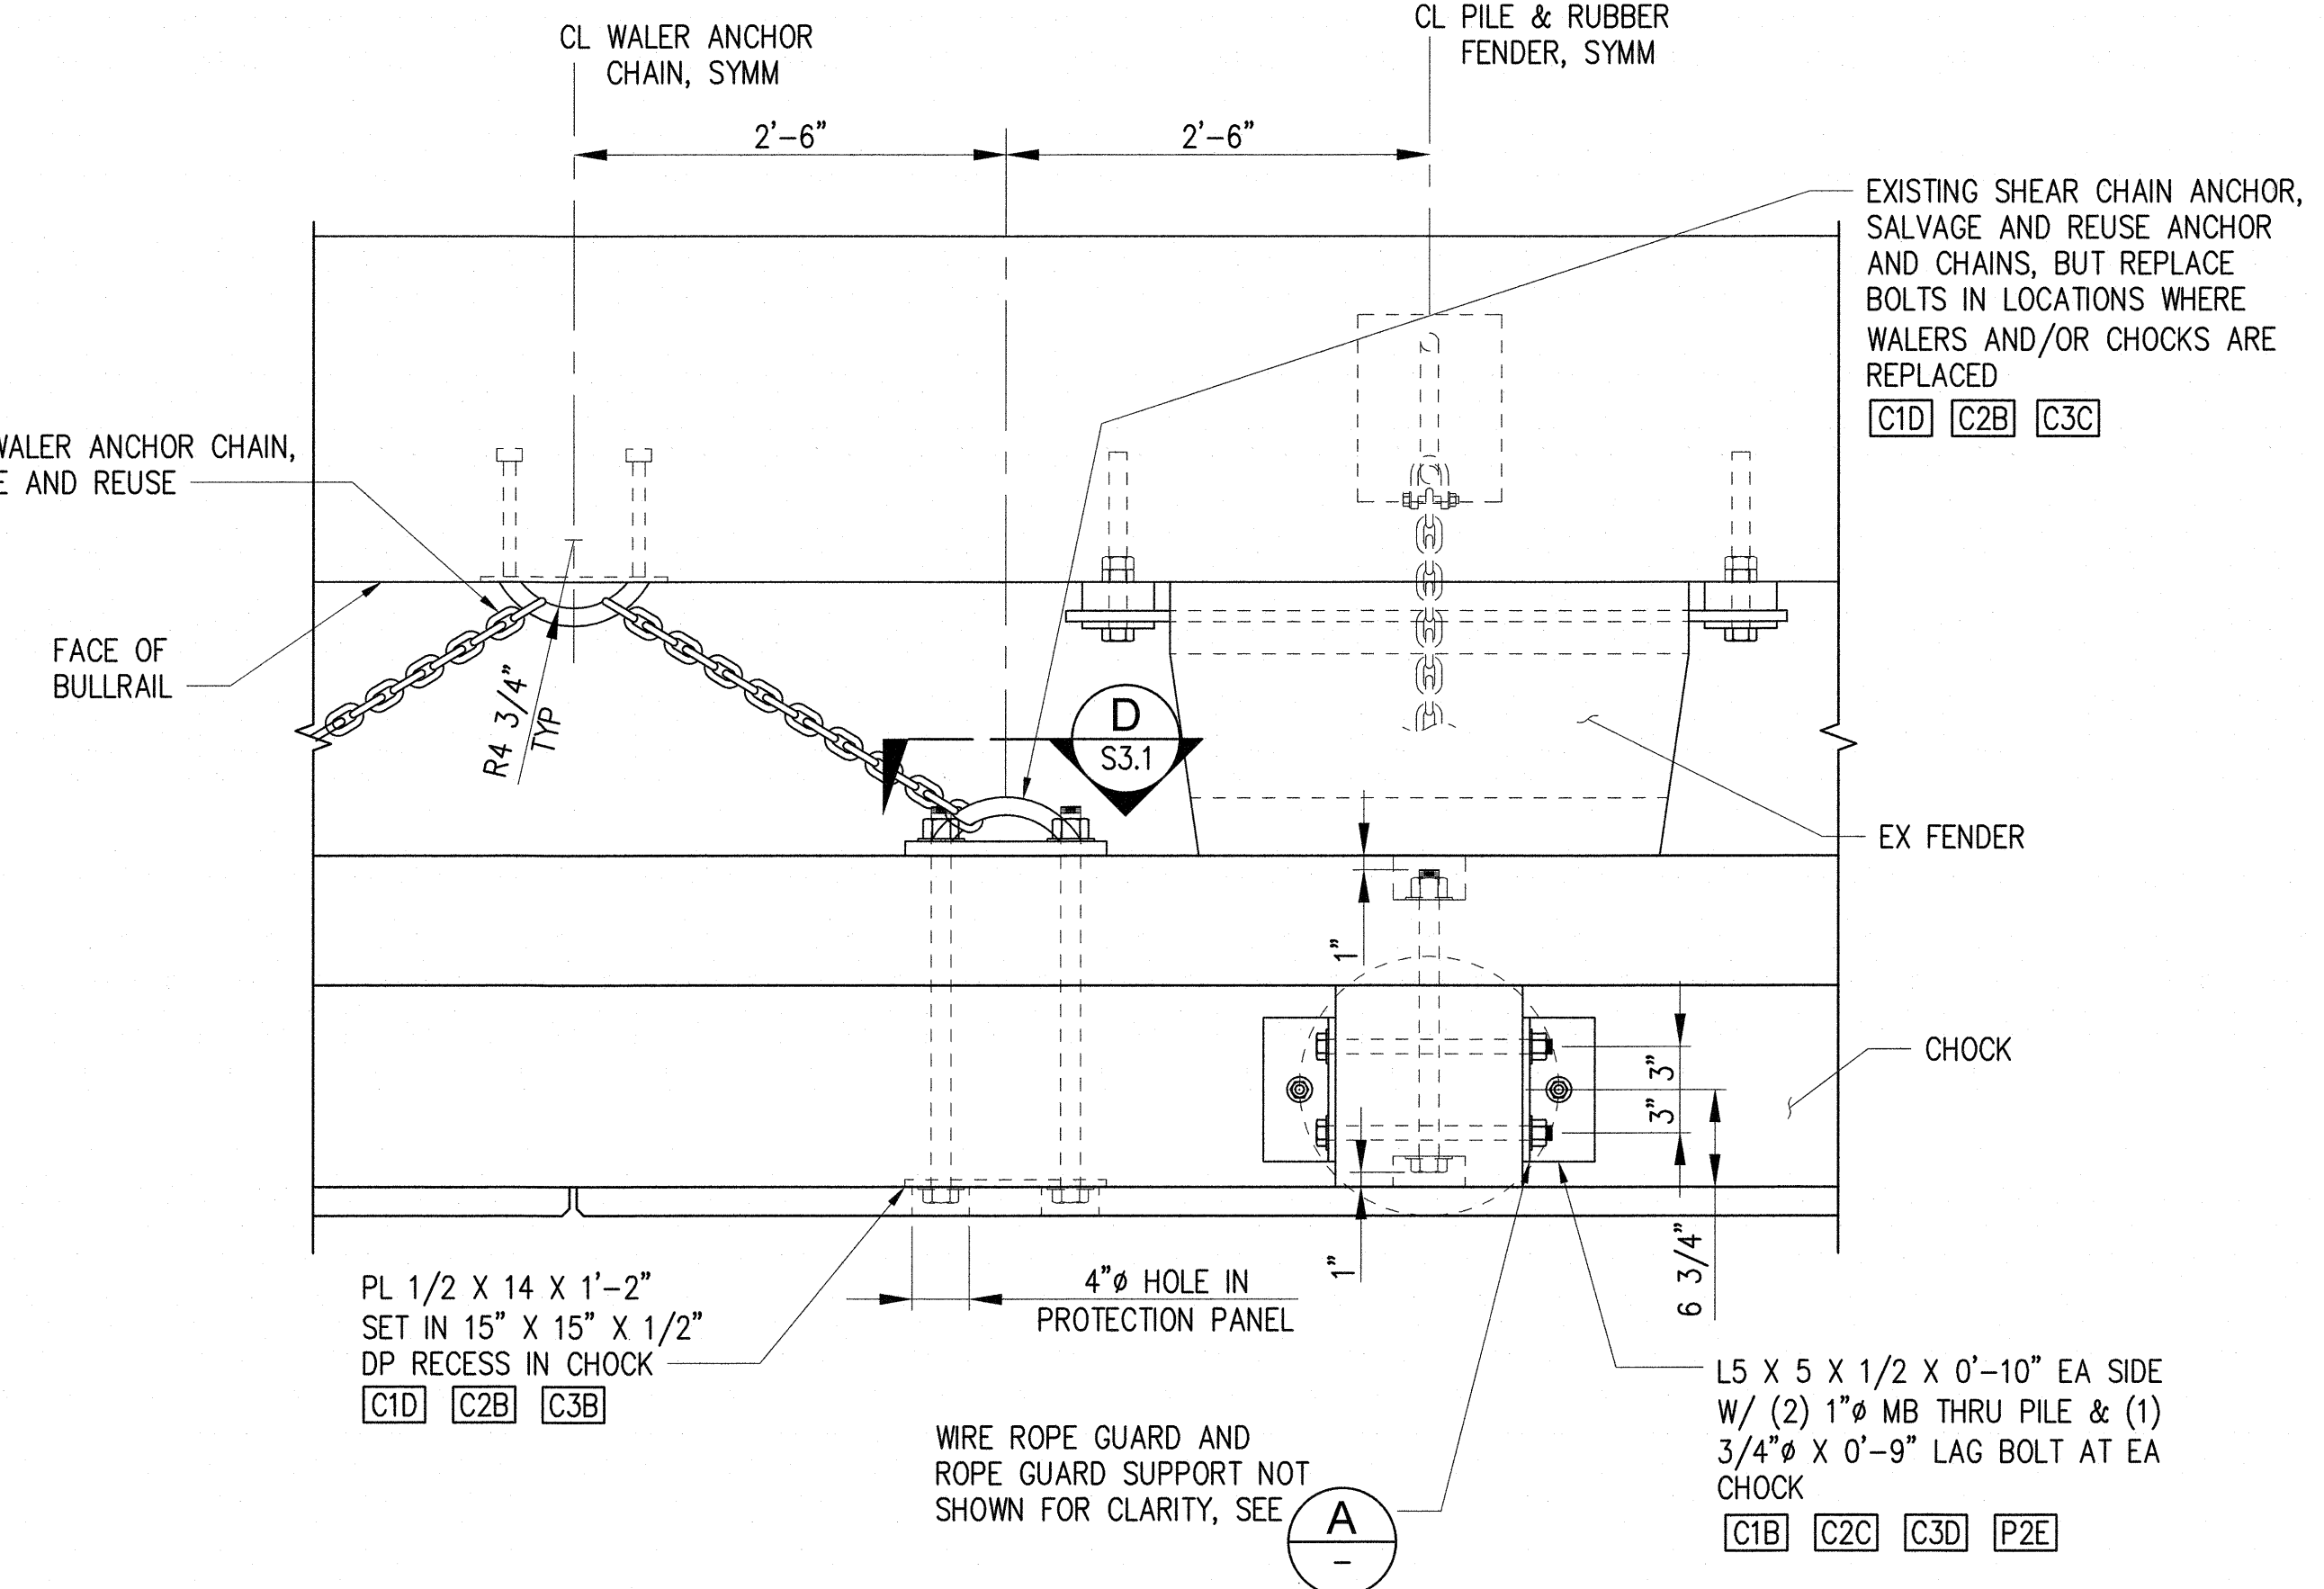 CL WALER ANCHOR
CHAIN, SYMM
CL PILE & RUBBER
FENDER, SYMM
2'-6"
2'-6"
EXISTING SHEAR CHAIN ANCHOR,
SALVAGE AND REUSE ANCHOR
AND CHAINS, BUT REPLACE
BOLTS IN LOCATIONS WHERE
WALERS AND/OR CHOCKS ARE
REPLACED
C1D C2B C3C
WALER ANCHOR CHAIN,
AND REUSE
FACE OF
BULLRAIL
R4 3/4"
TYP
D
S3.1
EX FENDER
1"
CHOCK
3" 3"
1"
6 3/4"
PL 1/2 X 14 X 1'-2"
SET IN 15" X 15" X 1/2"
DP RECESS IN CHOCK
C1D C2B C3B
4"ø HOLE IN
PROTECTION PANEL
WIRE ROPE GUARD AND
ROPE GUARD SUPPORT NOT
SHOWN FOR CLARITY, SEE
A
-
L5 X 5 X 1/2 X 0'-10" EA SIDE
W/ (2) 1"ø MB THRU PILE & (1)
3/4"ø X 0'-9" LAG BOLT AT EA
CHOCK
C1B C2C C3D P2E